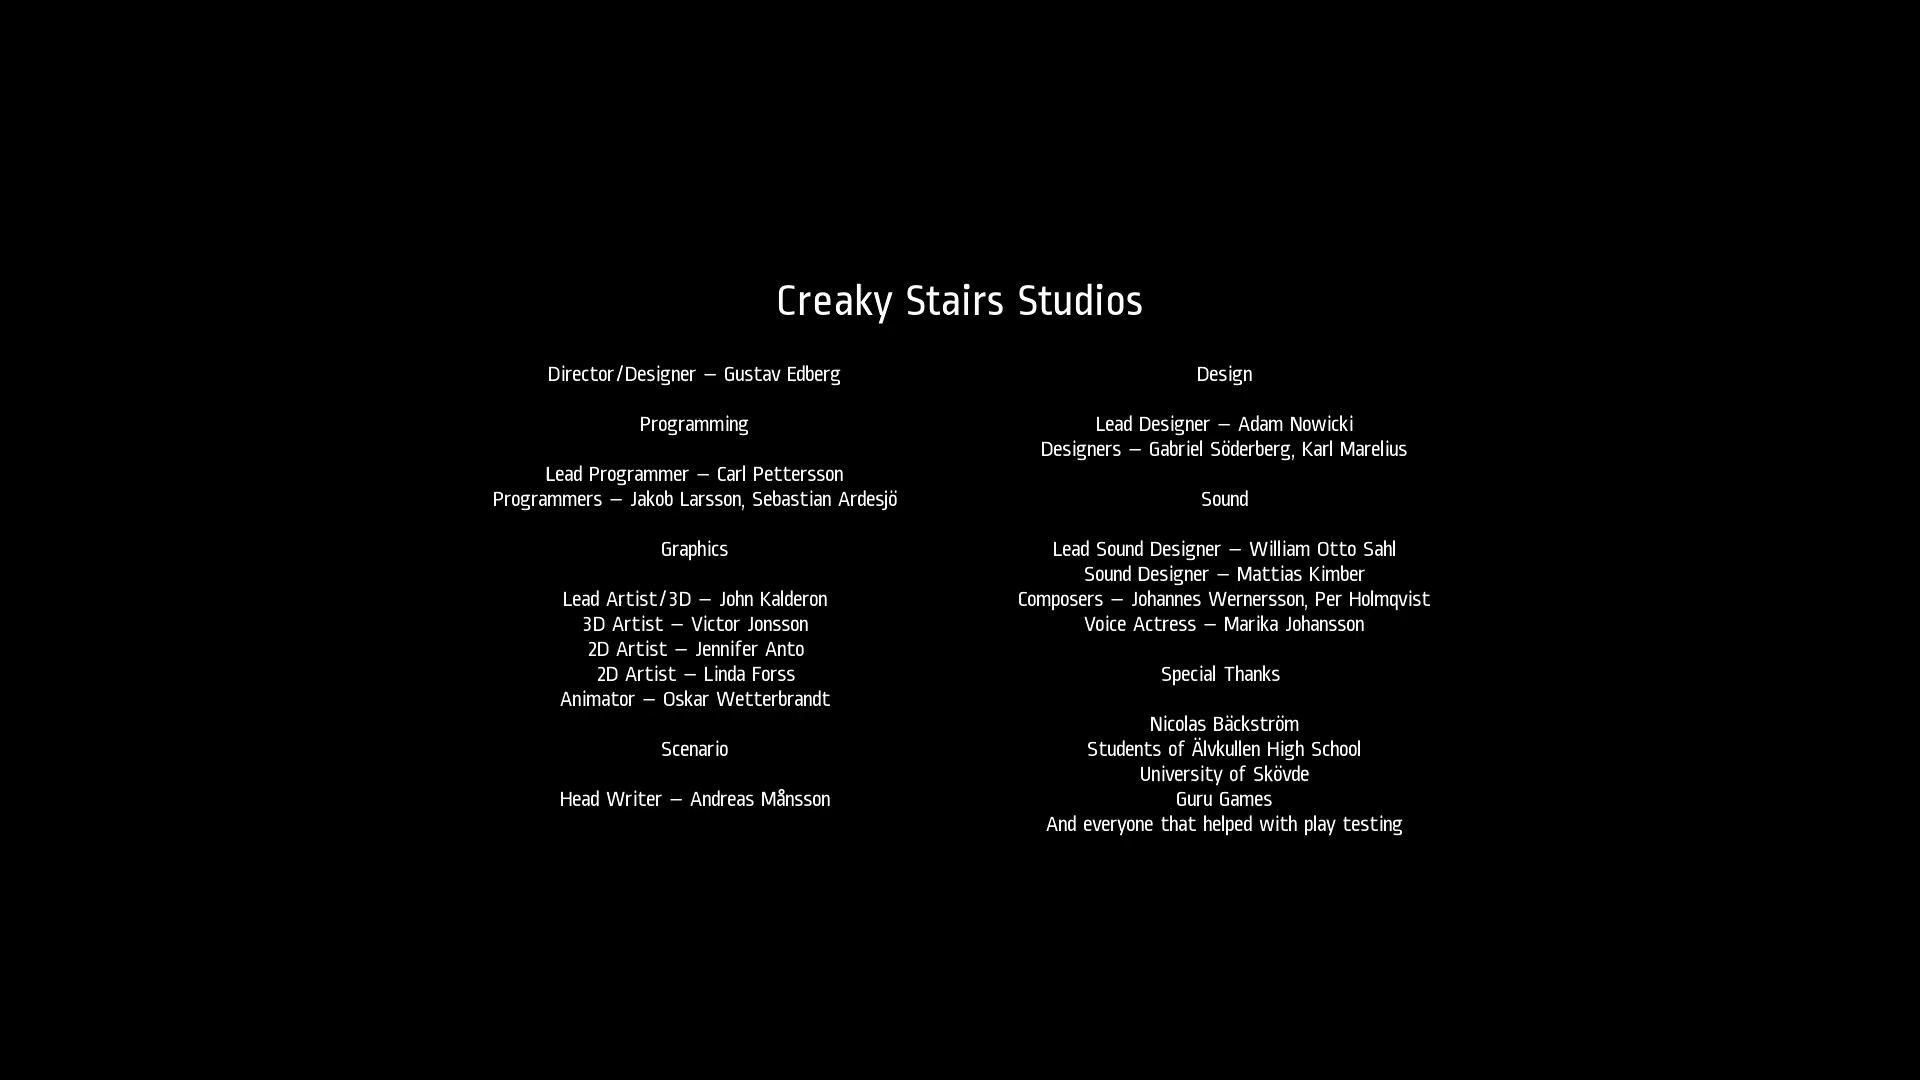 Creaky Stairs Studios
Director/Designer – Gustav Edberg
Programming
Lead Programmer – Carl Pettersson
Programmers – Jakob Larsson, Sebastian Ardesjö
Graphics
Lead Artist/3D – John Kalderon
3D Artist – Victor Jonsson
2D Artist – Jennifer Anto
2D Artist – Linda Forss
Animator – Oskar Wetterbrandt
Scenario
Head Writer – Andreas Månsson
Design
Lead Designer – Adam Nowicki
Designers – Gabriel Söderberg, Karl Marelius
Sound
Lead Sound Designer – William Otto Sahl
Sound Designer – Mattias Kimber
Composers – Johannes Wernersson, Per Holmqvist
Voice Actress – Marika Johansson
Special Thanks
Nicolas Bäckström
Students of Älvkullen High School
University of Skövde
Guru Games
And everyone that helped with play testing